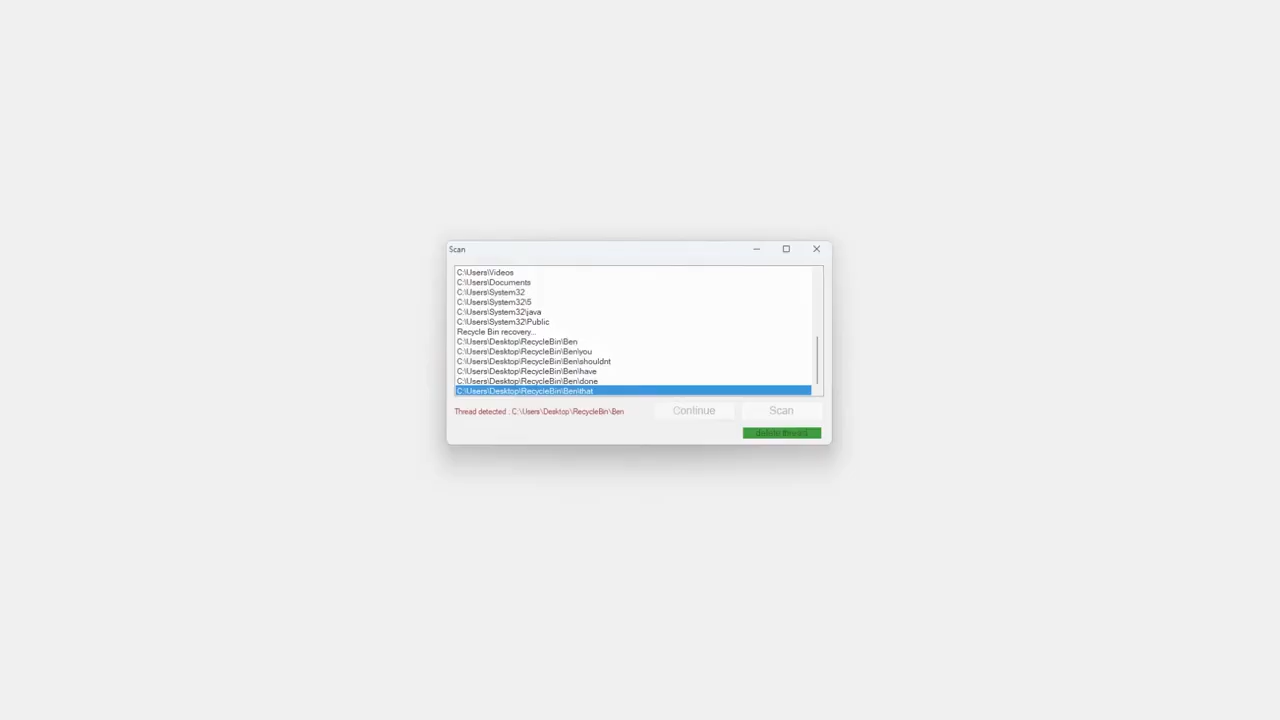 Scan
C:\Users\Videos
C:\Users\Documents
C:\Users\System32
C:\Users\System32\5
C:\Users\System32\java
C:\Users\System32\Public
Recycle Bin recovery...
C:\Users\Desktop\RecycleBin\Ben
C:\Users\Desktop\RecycleBin\Ben\you
C:\Users\Desktop\RecycleBin\Ben\shouldnt
C:\Users\Desktop\RecycleBin\Ben\have
C:\Users\Desktop\RecycleBin\Ben\done
C:\Users\Desktop\RecycleBin\Ben\that
Thread detected : C:\Users\Desktop\RecycleBin\Ben
Continue
Scan
delete thread